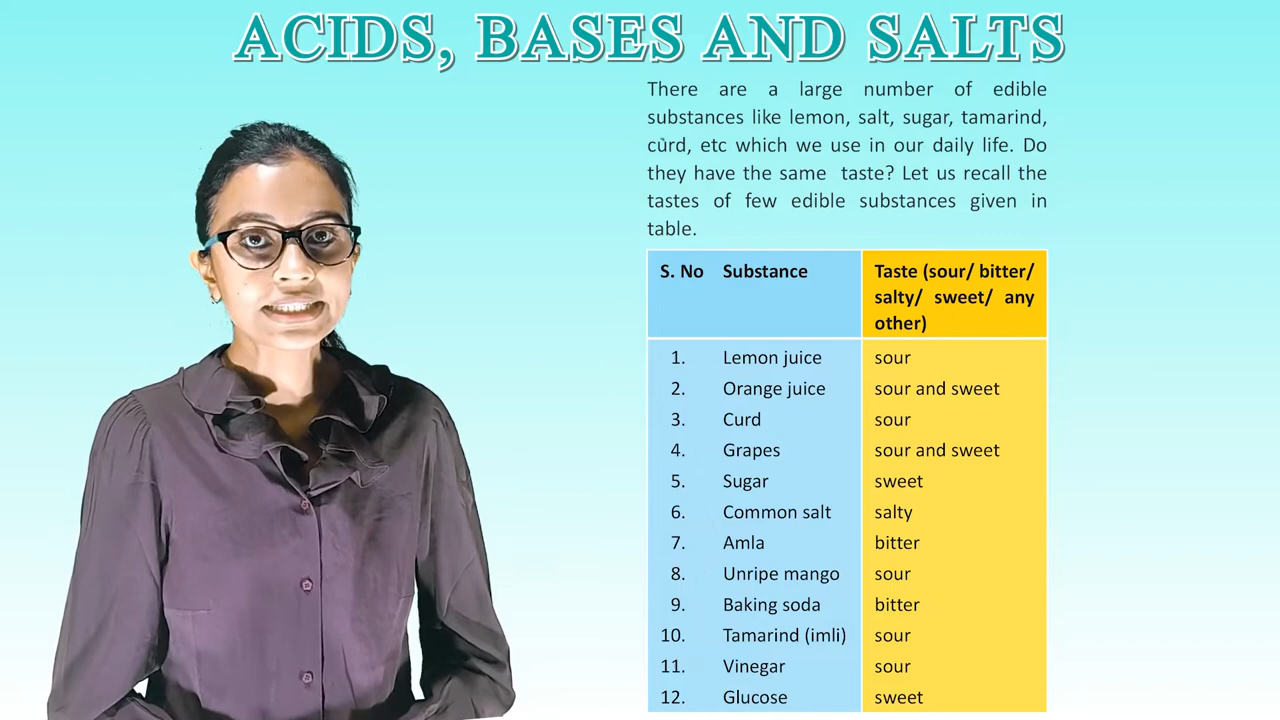 ACIDS, BASES AND SALTS
There are a large number of edible
substances like lemon, salt, sugar, tamarind,
curd, etc which we use in our daily life. Do
they have the same taste? Let us recall the
tastes of few edible substances given in
table.
S. No Substance Taste (sour/ bitter/
salty/ sweet/ any
other)
1. Lemon juice sour
2. Orange juice sour and sweet
3. Curd sour
4. Grapes sour and sweet
5. Sugar sweet
6. Common salt salty
7. Amla bitter
8. Unripe mango sour
9. Baking soda bitter
10. Tamarind (imli) sour
11. Vinegar sour
12. Glucose sweet